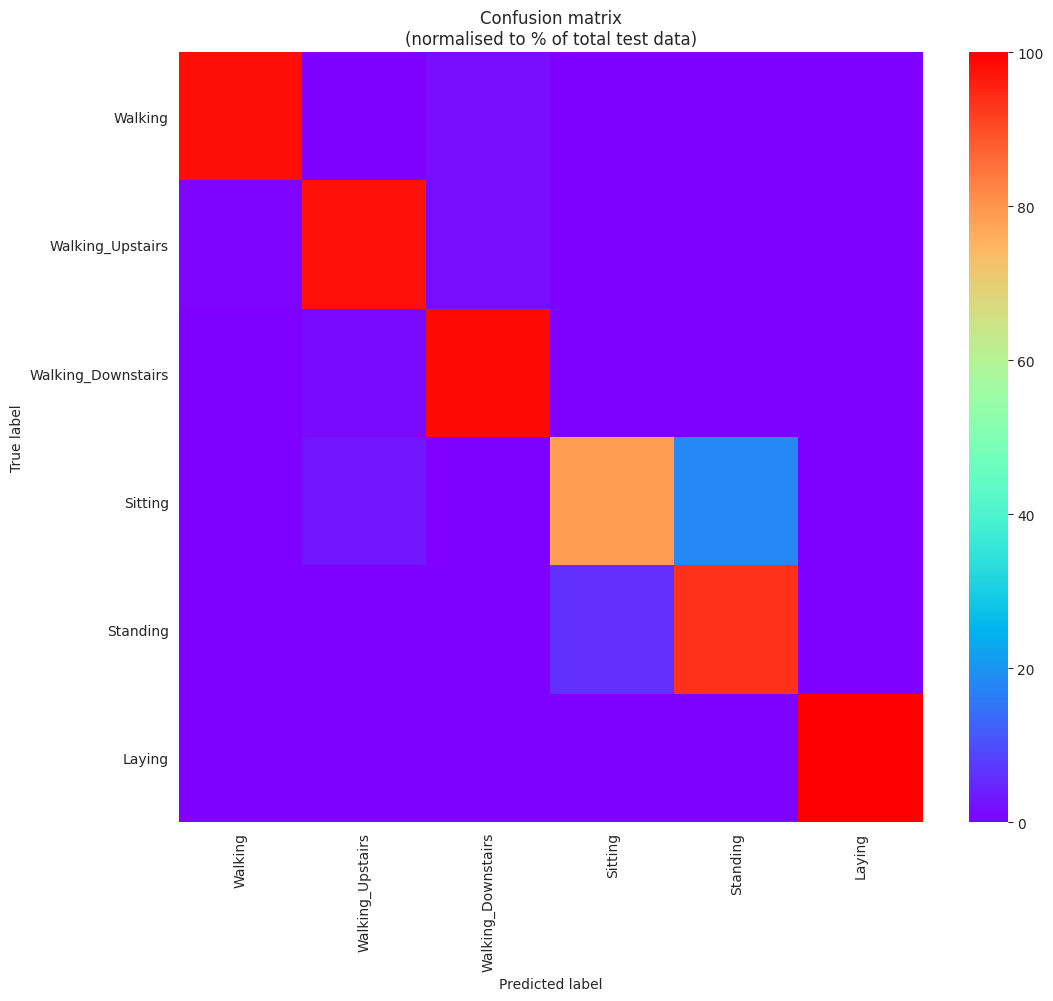 Confusion matrix
(normalised to % of total test data)
True label
Walking
Walking_Upstairs
Walking_Downstairs
Sitting
Standing
Laying
Walking
Walking_Upstairs
Walking_Downstairs
Sitting
Standing
Laying
Predicted label
100
80
60
40
20
0